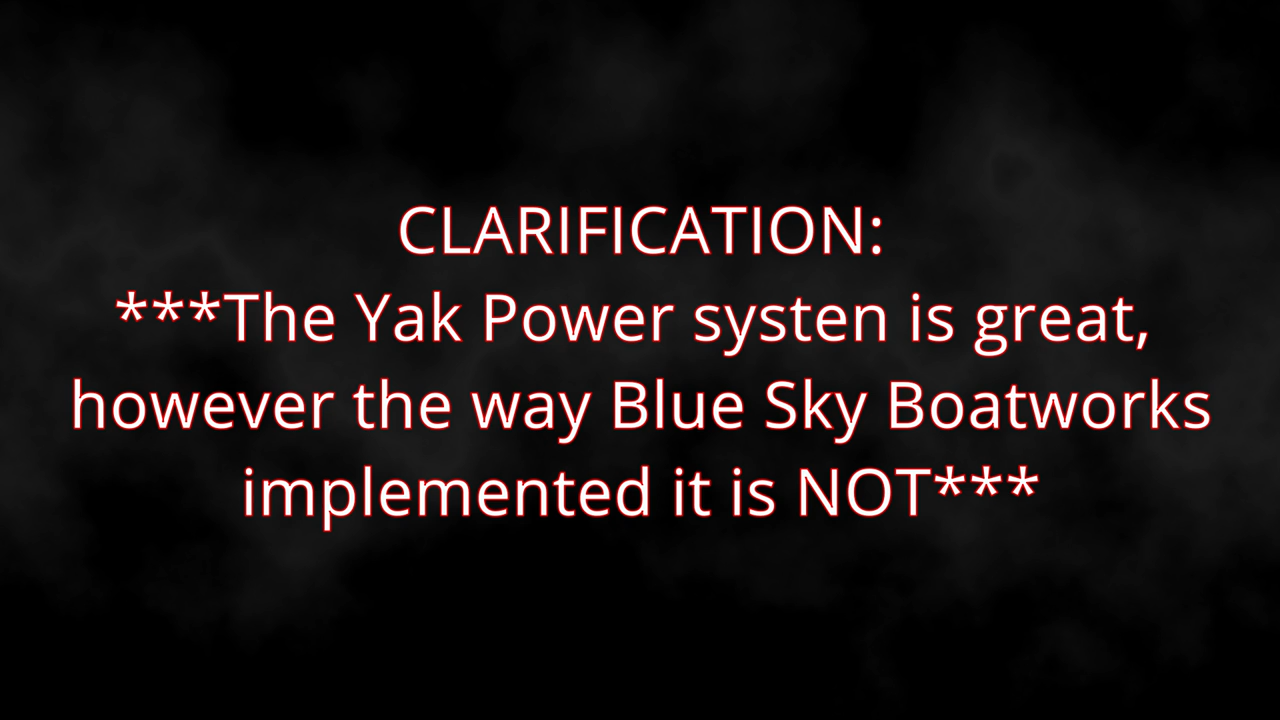 CLARIFICATION:
***The Yak Power systen is great,
however the way Blue Sky Boatworks
implemented it is NOT***